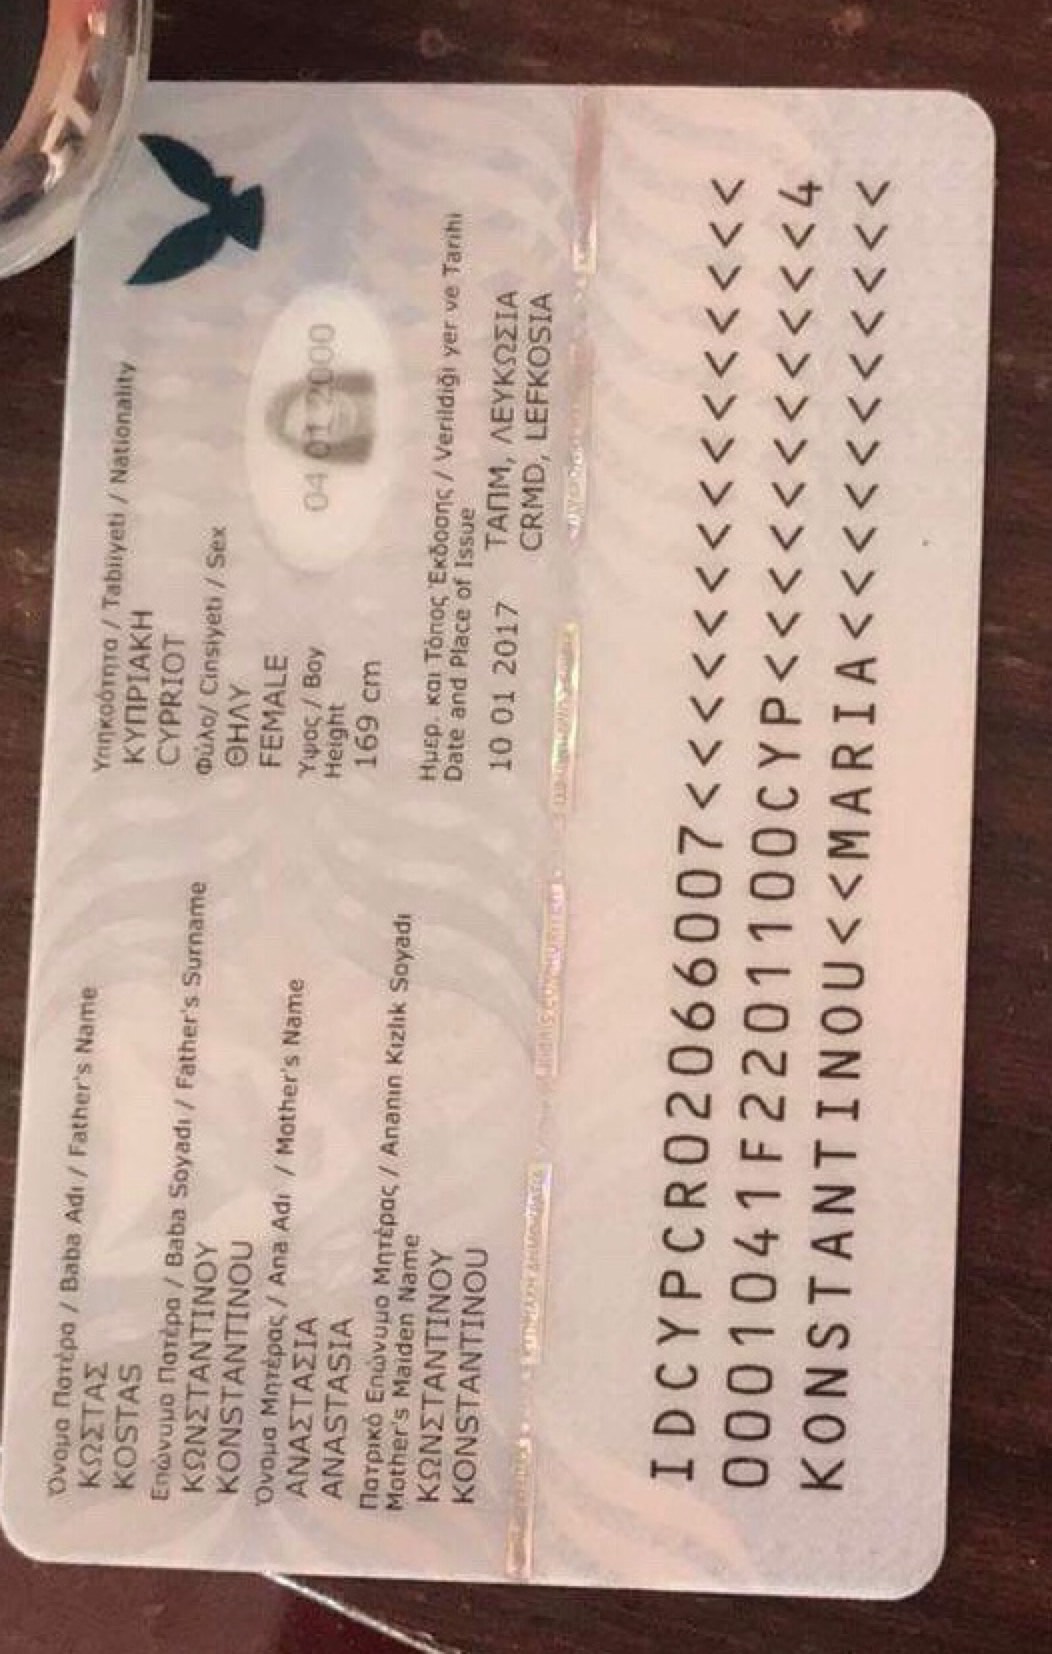 Όνομα Πατέρα / Baba Adı / Father's Name
ΚΩΣΤΑΣ
KOSTAS
Επώνυμο Πατέρα / Baba Soyadı / Father's Surname
ΚΩΝΣΤΑΝΤΙΝΟΥ
KONSTANTINOU
Όνομα Μητέρας / Ana Adı / Mother's Name
ΑΝΑΣΤΑΣΙΑ
ANASTASIA
Πατρικό Επώνυμο Μητέρας / Ananın Kızlık Soyadı
Mother's Maiden Name
ΚΩΝΣΤΑΝΤΙΝΟΥ
KONSTANTINOU
Υπηκοότητα / Tabiiyeti / Nationality
ΚΥΠΡΙΑΚΗ
CYPRIOT
Φύλο/ Cinsiyeti / Sex
ΘΗΛΥ
FEMALE
Υψος / Boy
Height
169 cm
04 01 2000
Ημερ. και Τόπος Έκδοσης / Verildiği yer ve Tarihi
Date and Place of Issue
10 01 2017 ΤΑΠΜ, ΛΕΥΚΩΣΙΑ
CRMD, LEFKOSIA
IDCYPCR02066007<<<<<<<<<<<<<<<
0001041F2201100CYP<<<<<<<<<<<4
KONSTANTINOU<<MARIA<<<<<<<<<<<